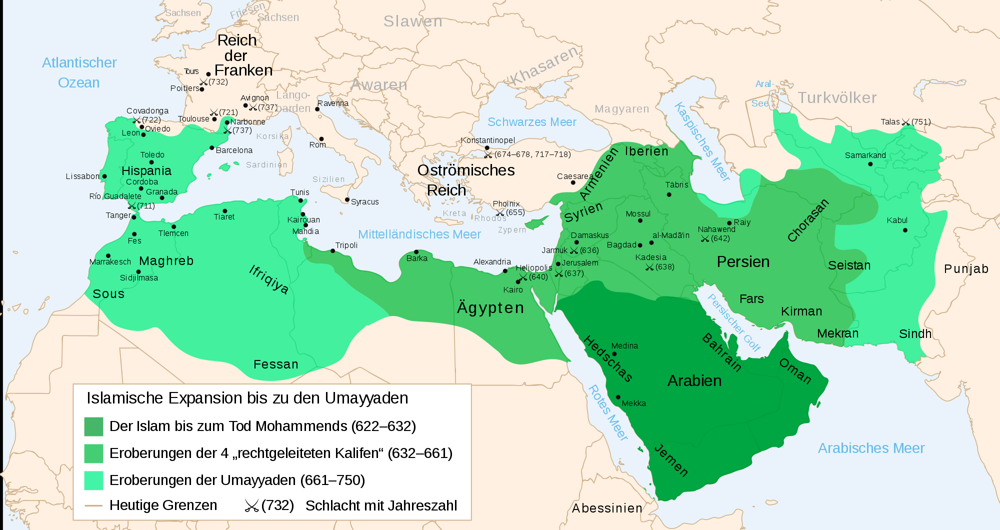 Sachsen
Friesen
Sachsen
Slawen
Reich
der
Franken
Atlantischer
Ozean
Khasaren
Tours
(732)
Poitiers
Awaren
Aral-
See
Turkvölker
Lango-
barden
Avignon
(737)
Ravenna
Magyaren
Kaspisches Meer
Covadonga
(722)
(721)
Toulouse
Narbonne
(737)
Oviedo
Leon
Schwarzes Meer
Talas (751)
Korsika
Rom
Konstantinopel
(674–678, 717–718)
Barcelona
Toledo
Iberien
Samarkand
Sardinien
Hispania
Oströmisches
Reich
Armenien
Lissabon
Cordoba
Sizilien
Caesarea
Täbris
Río Guadalete
(711)
Granada
Tunis
Syracus
Phoinix
(655)
Syrien
Chorasan
Tanger
Tiaret
Kairouan
Mahdia
Kreta
Rhodos
Zypern
Mossul
Raiy
Kabul
Fes
Tlemcen
Mittelländisches Meer
Damaskus
al-Madā'in
Nahawend
(642)
Tripoli
Jarmuk (636)
Bagdad
Marrakesch
Maghreb
Barka
Alexandria
Heliopolis
(640)
Jerusalem
(637)
Kadesia
(638)
Persien
Seistan
Punjab
Sidjilmasa
Ifriqiya
Kairo
Sous
Ägypten
Persischer Golf
Fars
Kirman
Mekran
Sindh
Fessan
Hedschas
Medina
Bahrain
Oman
Arabien
Rotes Meer
Mekka
Jemen
Arabisches Meer
Abessinien
Islamische Expansion bis zu den Umayyaden
Der Islam bis zum Tod Mohammends (622–632)
Eroberungen der 4 „rechtgeleiteten Kalifen“ (632–661)
Eroberungen der Umayyaden (661–750)
Heutige Grenzen (732) Schlacht mit Jahreszahl